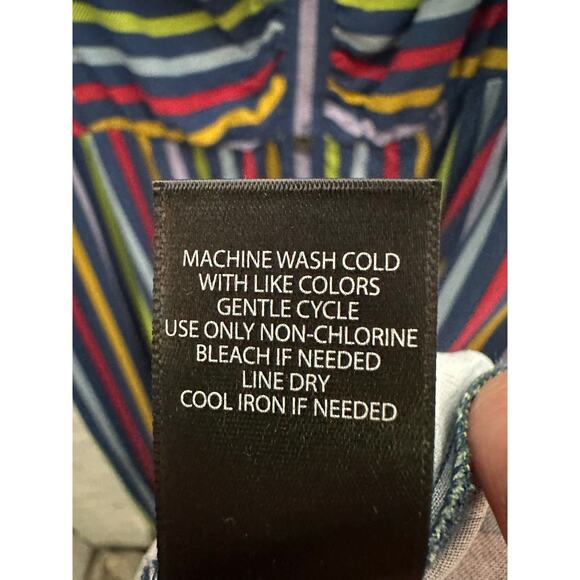 MACHINE WASH COLD
WITH LIKE COLORS
GENTLE CYCLE
USE ONLY NON-CHLORINE
BLEACH IF NEEDED
LINE DRY
COOL IRON IF NEEDED